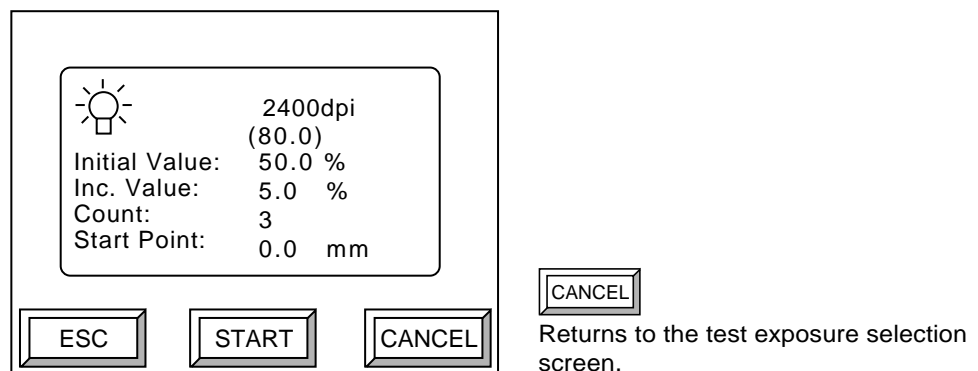 2400dpi
(80.0)
Initial Value: 50.0 %
Inc. Value: 5.0 %
Count: 3
Start Point: 0.0 mm
ESC START CANCEL
CANCEL
Returns to the test exposure selection
screen.